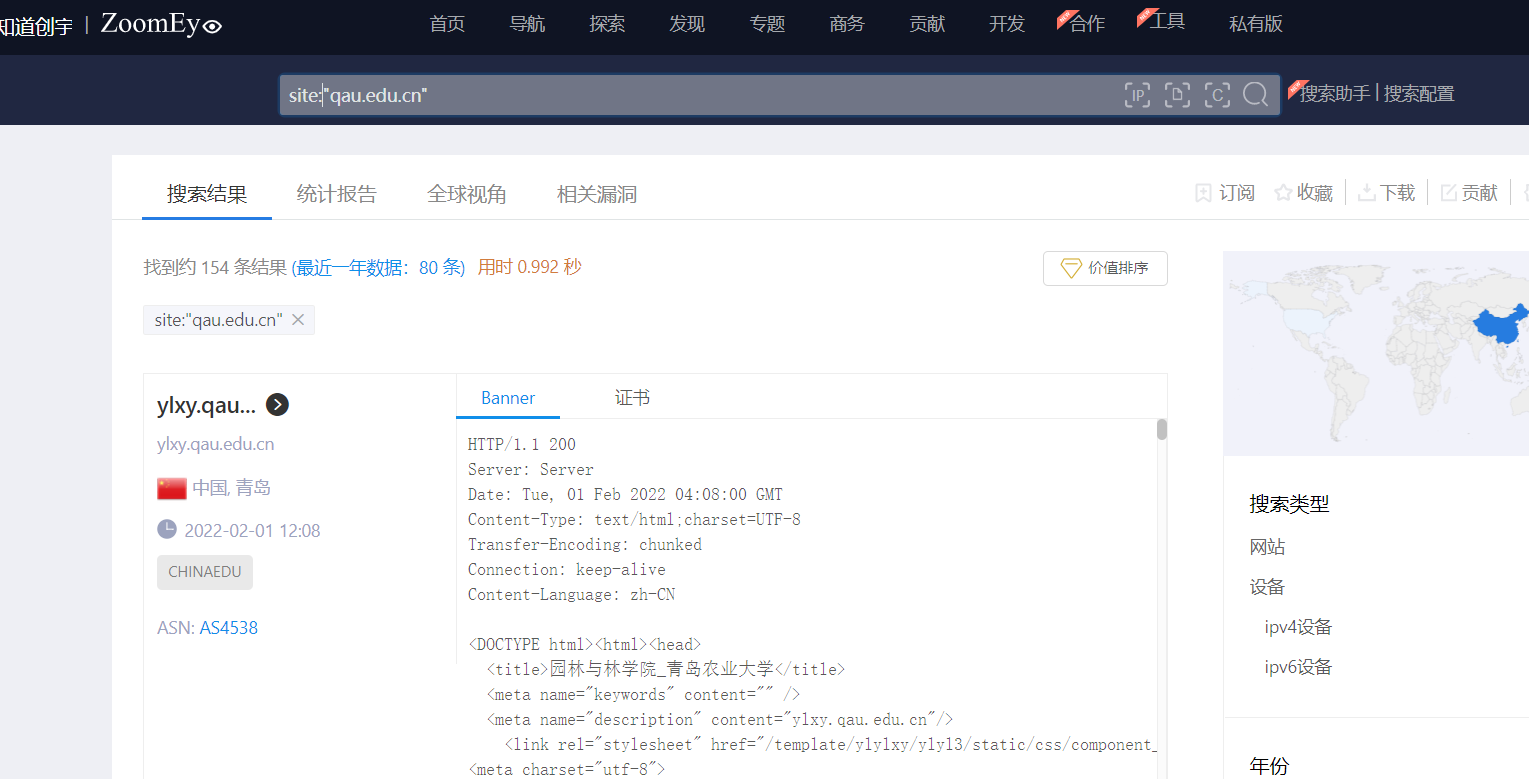 知道创宇 | ZoomEy
首页 导航 探索 发现 专题 商务 贡献 开发 合作 工具 私有版
site:"qau.edu.cn" IP D C 搜索助手 | 搜索配置
搜索结果 统计报告 全球视角 相关漏洞 订阅 收藏 下载 贡献
找到约 154 条结果 (最近一年数据：80 条) 用时 0.992 秒 价值排序
site:"qau.edu.cn"
ylxy.qau...
ylxy.qau.edu.cn
中国, 青岛
2022-02-01 12:08
CHINAEDU
ASN: AS4538
Banner 证书
HTTP/1.1 200
Server: Server
Date: Tue, 01 Feb 2022 04:08:00 GMT
Content-Type: text/html;charset=UTF-8
Transfer-Encoding: chunked
Connection: keep-alive
Content-Language: zh-CN
<DOCTYPE html><html><head>
<title>园林与林学院_青岛农业大学</title>
<meta name="keywords" content="" />
<meta name="description" content="ylxy.qau.edu.cn"/>
<link rel="stylesheet" href="/template/ylylxy/ylyl3/static/css/component_
<meta charset="utf-8">
搜索类型
网站
设备
ipv4设备
ipv6设备
年份